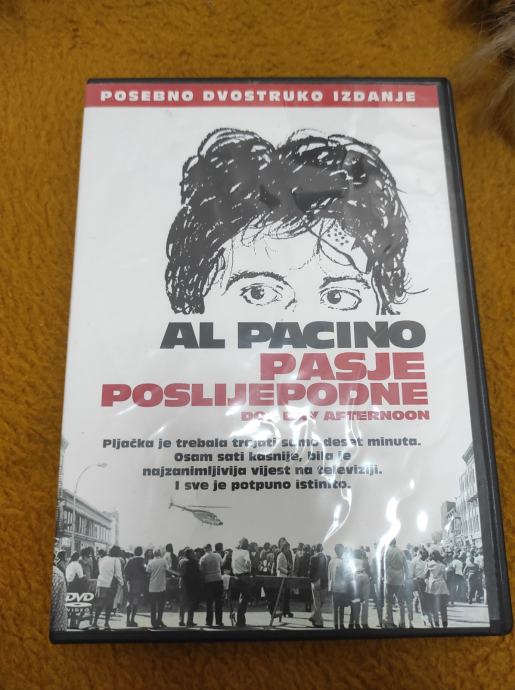 POSEBNO DVOSTRUKO IZDANJE
AL PACINO
PASJE
POSLIJEPODNE
DOG DAY AFTERNOON
Pljačka je trebala trajati samo deset minuta.
Osam sati kasnije, bila je
najzanimljivija vijest na televiziji.
I sve je potpuno istinito.
DVD
VIDEO